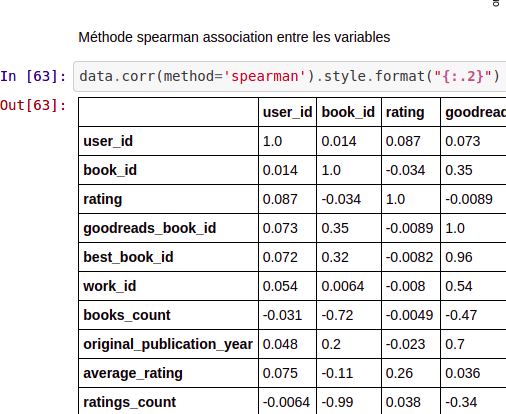 Méthode spearman association entre les variables
In [63]: data.corr(method='spearman').style.format("{:.2}")
Out[63]:
user_id book_id rating goodread
user_id 1.0 0.014 0.087 0.073
book_id 0.014 1.0 -0.034 0.35
rating 0.087 -0.034 1.0 -0.0089
goodreads_book_id 0.073 0.35 -0.0089 1.0
best_book_id 0.072 0.32 -0.0082 0.96
work_id 0.054 0.0064 -0.008 0.54
books_count -0.031 -0.72 -0.0049 -0.47
original_publication_year 0.048 0.2 -0.023 0.7
average_rating 0.075 -0.11 0.26 0.036
ratings_count -0.0064 -0.99 0.038 -0.34